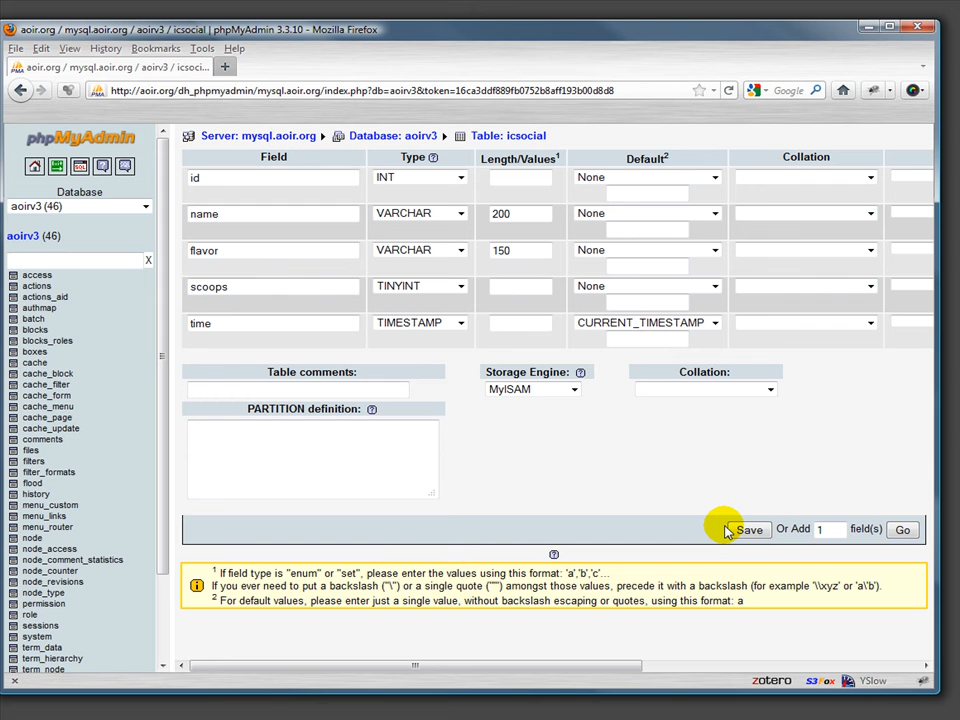 aoir.org / mysql.aoir.org / aoirv3 / icsocial | phpMyAdmin 3.3.10 - Mozilla Firefox
File Edit View History Bookmarks Tools Help
PMA aoir.org / mysql.aoir.org / aoirv3 / icsoci... +
PMA http://aoir.org/dh_phpmyadmin/mysql.aoir.org/index.php?db=aoirv3&token=16ca3ddf889fb0752b8aff193b00d8d8 Google
phpMyAdmin
SQL
Database
aoirv3 (46)
aoirv3 (46)
X
access
actions
actions_aid
authmap
batch
blocks
blocks_roles
boxes
cache
cache_block
cache_filter
cache_form
cache_menu
cache_page
cache_update
comments
files
filters
filter_formats
flood
history
menu_custom
menu_links
menu_router
node
node_access
node_comment_statistics
node_counter
node_revisions
node_type
permission
role
sessions
system
term_data
term_hierarchy
term_node
Server: mysql.aoir.org Database: aoirv3 Table: icsocial
Field Type Length/Values1 Default2 Collation
id INT None
name VARCHAR 200 None
flavor VARCHAR 150 None
scoops TINYINT None
time TIMESTAMP CURRENT_TIMESTAMP
Table comments: Storage Engine: Collation:
MyISAM
PARTITION definition:
Save Or Add 1 field(s) Go
1 If field type is "enum" or "set", please enter the values using this format: 'a','b','c'...
If you ever need to put a backslash ("\") or a single quote ("'") amongst those values, precede it with a backslash (for example '\\xyz' or 'a\'b').
2 For default values, please enter just a single value, without backslash escaping or quotes, using this format: a
zotero S3Fox YSlow